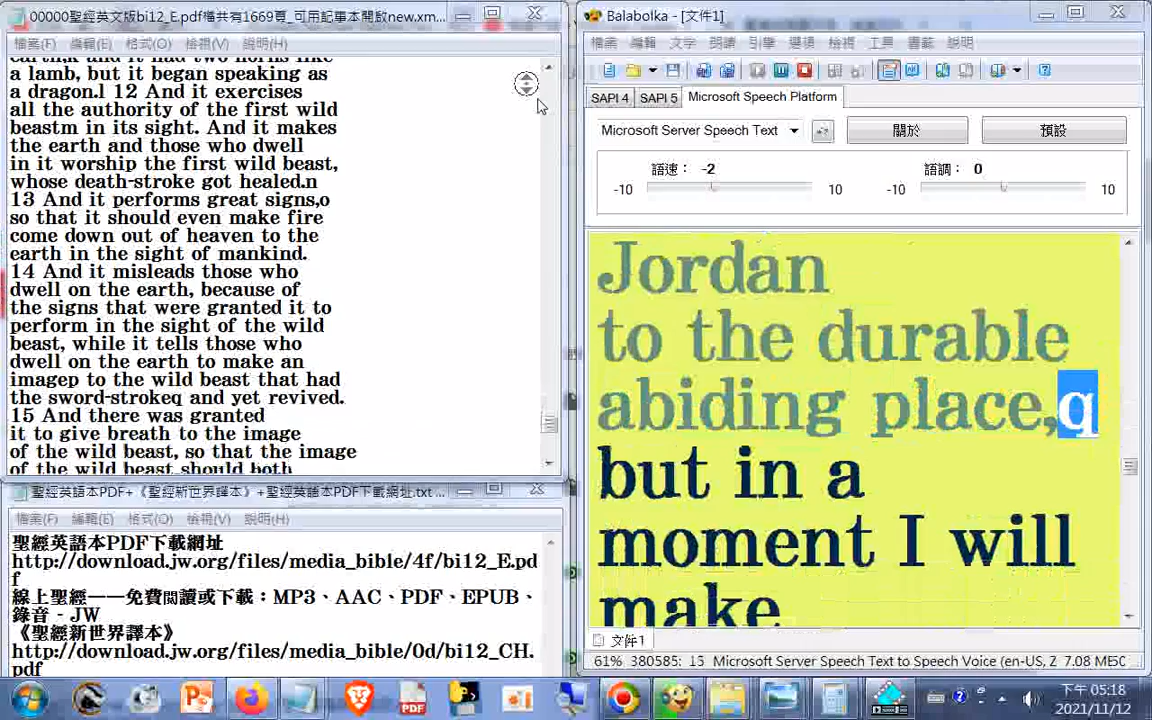 00000聖經英文版bi12_E.pdf檔共有1669頁_可用記事本開啟new.xm...
檔案(F) 編輯(E) 格式(O) 檢視(V) 說明(H)
earth,k and it had two horns like
a lamb, but it began speaking as
a dragon.l 12 And it exercises
all the authority of the first wild
beastm in its sight. And it makes
the earth and those who dwell
in it worship the first wild beast,
whose death-stroke got healed.n
13 And it performs great signs,o
so that it should even make fire
come down out of heaven to the
earth in the sight of mankind.
14 And it misleads those who
dwell on the earth, because of
the signs that were granted it to
perform in the sight of the wild
beast, while it tells those who
dwell on the earth to make an
imagep to the wild beast that had
the sword-strokeq and yet revived.
15 And there was granted
it to give breath to the image
of the wild beast, so that the image
of the wild beast should both
聖經英語本PDF+《聖經新世界譯本》+聖經英語本PDF下載網址.txt ...
檔案(F) 編輯(E) 格式(O) 檢視(V) 說明(H)
聖經英語本PDF下載網址
http://download.jw.org/files/media_bible/4f/bi12_E.pd
f
線上聖經──免費閱讀或下載：MP3、AAC、PDF、EPUB、
錄音 - JW
《聖經新世界譯本》
http://download.jw.org/files/media_bible/0d/bi12_CH.
pdf
Balabolka - [文件1]
檔案 編輯 文字 朗讀 引擎 選項 檢視 工具 書籤 說明
SAPI 4 SAPI 5 Microsoft Speech Platform
Microsoft Server Speech Text 關於 預設
語速： -2 語調： 0
-10 10 -10 10
Jordan
to the durable
abiding place,q
but in a
moment I will
make
文件1
61% 380585: 15 Microsoft Server Speech Text to Speech Voice (en-US, Z 7.08 MB
下午 05:18
2021/11/12